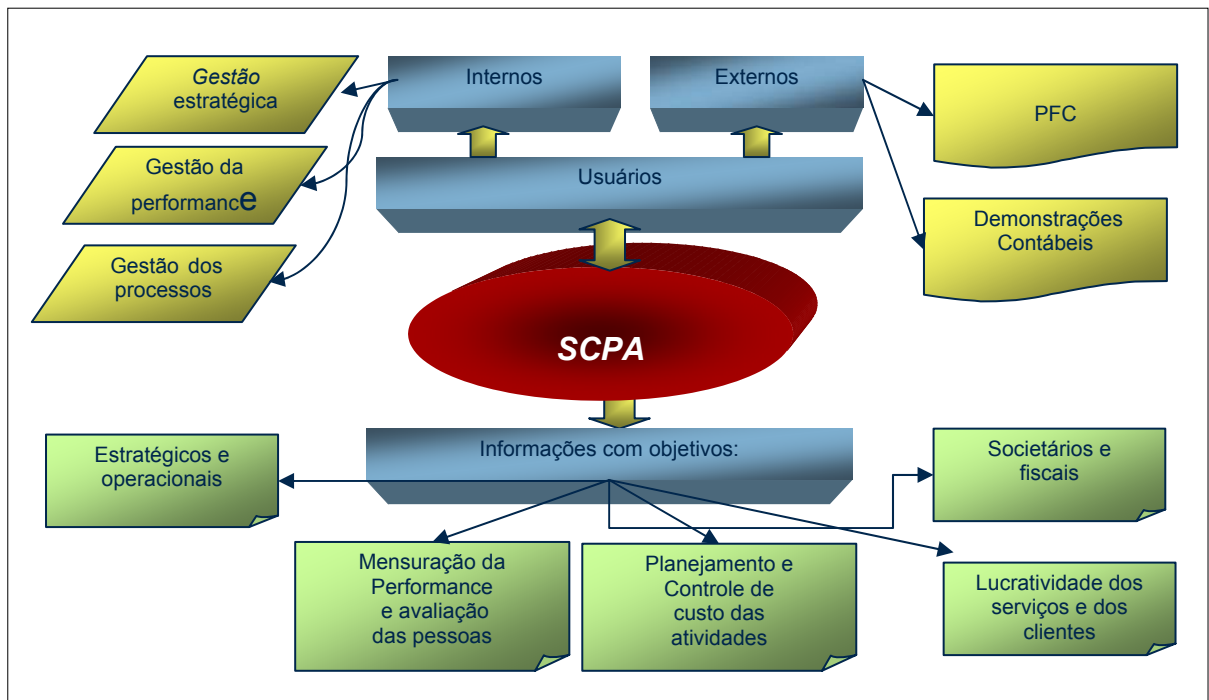 Gestão
estratégica
Internos
Externos
PFC
Gestão da
performance
Usuários
Demonstrações
Contábeis
Gestão dos
processos
SCPA
Estratégicos e
operacionais
Informações com objetivos:
Societários e
fiscais
Mensuração da
Performance
e avaliação
das pessoas
Planejamento e
Controle de
custo das
atividades
Lucratividade dos
serviços e dos
clientes